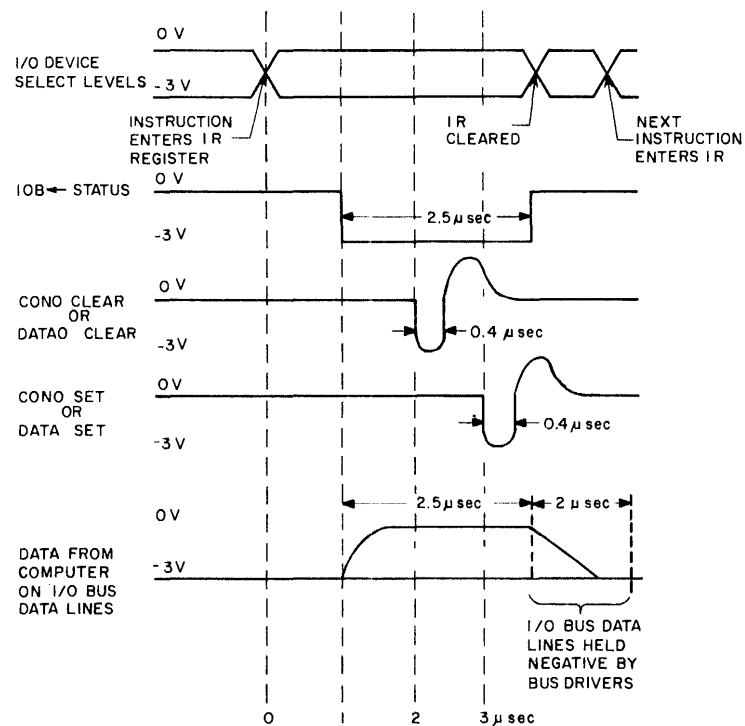 0 V
I/O DEVICE
SELECT LEVELS
-3 V
INSTRUCTION
ENTERS IR
REGISTER
IR
CLEARED
NEXT
INSTRUCTION
ENTERS IR
0 V
IOB ← STATUS
2.5 μ sec
-3 V
0 V
CONO CLEAR
OR
DATAO CLEAR
0.4 μ sec
-3 V
0 V
CONO SET
OR
DATA SET
0.4 μ sec
-3 V
2.5 μ sec
2 μ sec
0 V
DATA FROM
COMPUTER
ON I/O BUS
DATA LINES
-3 V
I/O BUS DATA
LINES HELD
NEGATIVE BY
BUS DRIVERS
0 1 2 3 μ sec